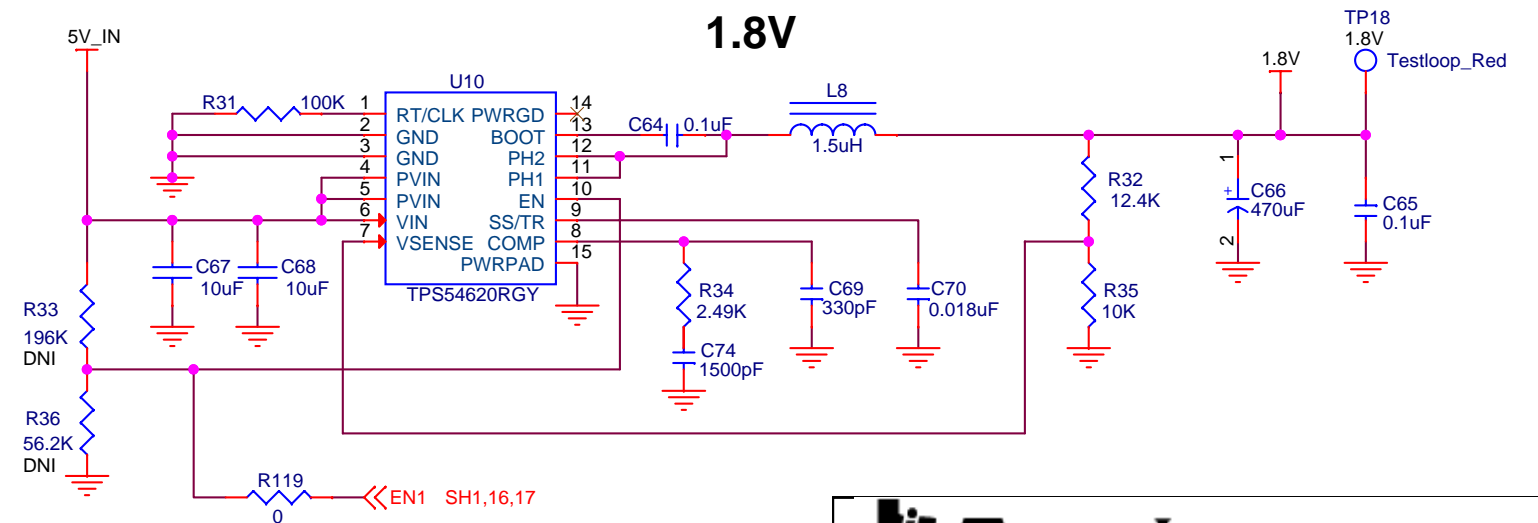 1.8V
5V_IN
TP18
1.8V
1.8V
Testloop_Red
U10
L8
R31
100K
1
RT/CLK
PWRGD
14
2
GND
BOOT
13
C64
0.1uF
1.5uH
3
GND
PH2
12
4
PVIN
PH1
11
5
PVIN
EN
10
6
VIN
SS/TR
9
7
VSENSE
COMP
8
PWRPAD
15
TPS54620RGY
R32
12.4K
1
+
C66
470uF
2
C65
0.1uF
C67
10uF
C68
10uF
R33
196K
DNI
R34
2.49K
C69
330pF
C70
0.018uF
R35
10K
C74
1500pF
R36
56.2K
DNI
R119
0
EN1 SH1,16,17